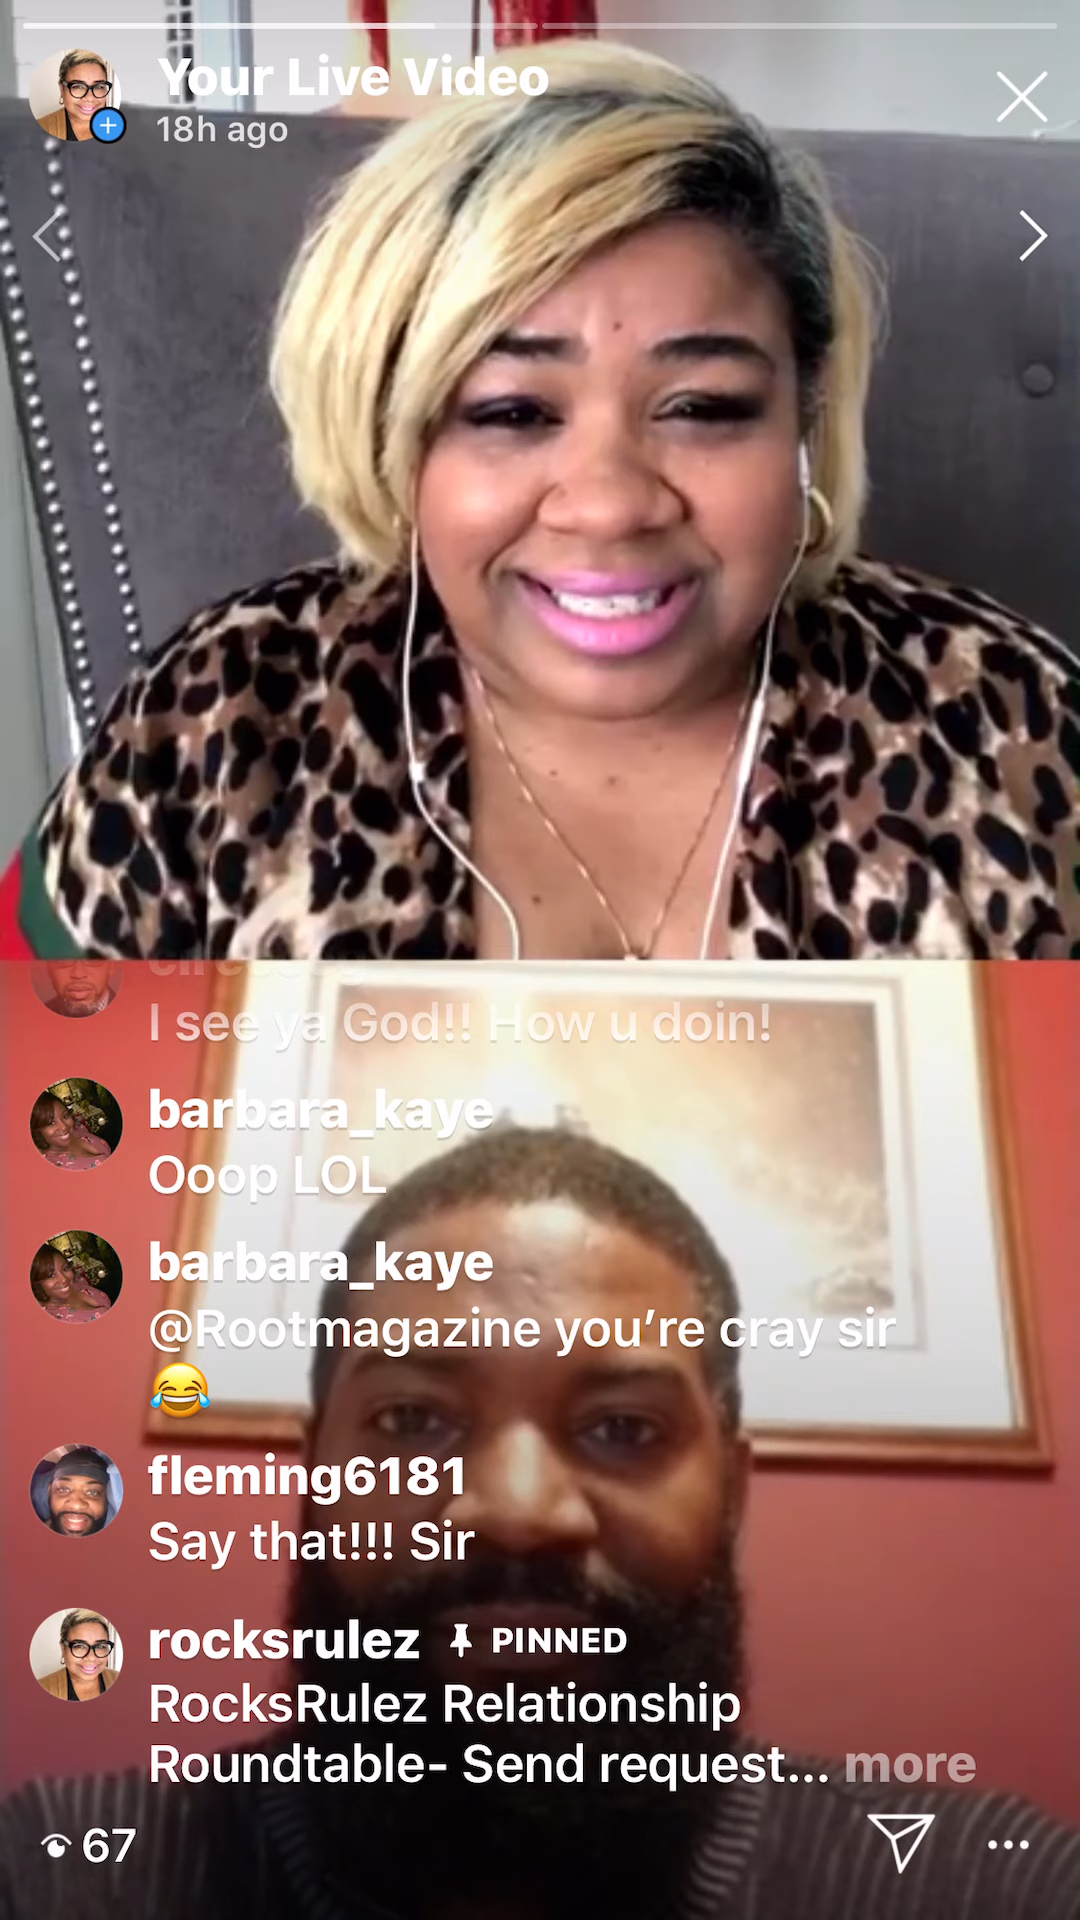 Your Live Video
18h ago
I see ya God!! How u doin!
barbara_kaye
Ooop LOL
barbara_kaye
@Rootmagazine you’re cray sir
😂
fleming6181
Say that!!! Sir
rocksrulez PINNED
RocksRulez Relationship
Roundtable- Send request... more
67